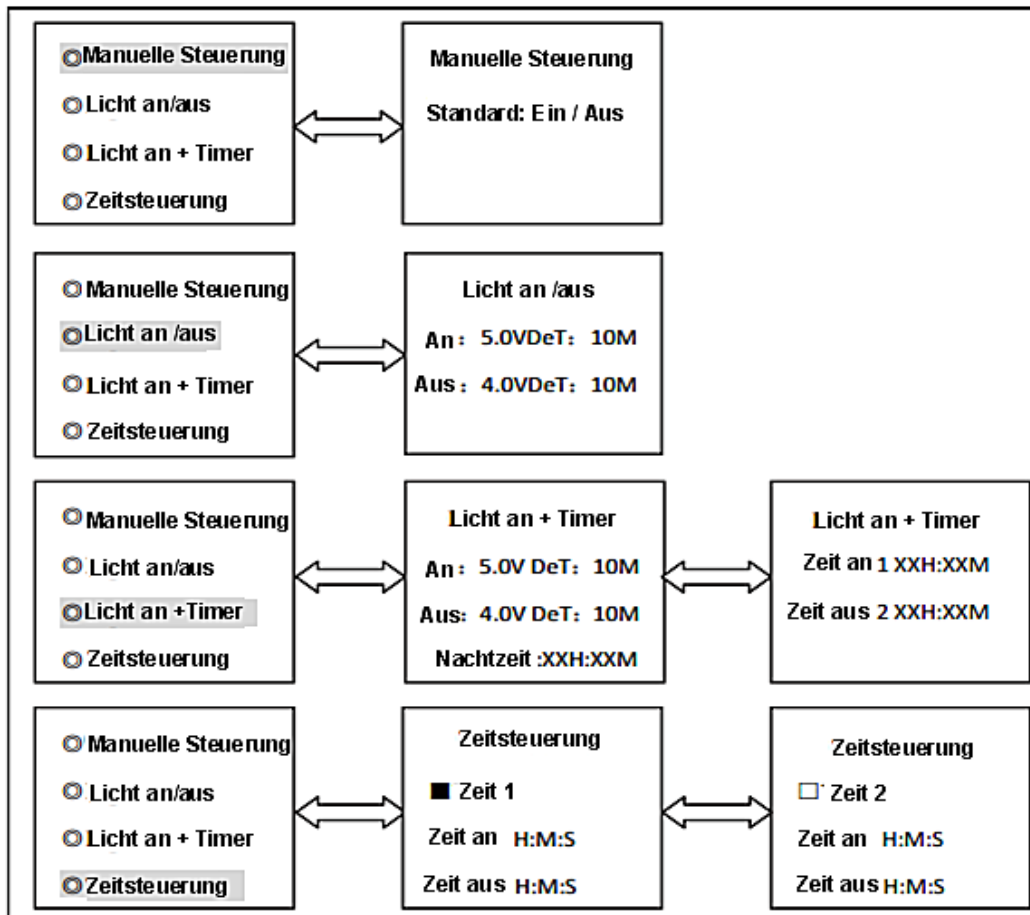 Manuelle Steuerung
Licht an/aus
Licht an + Timer
Zeitsteuerung
Manuelle Steuerung
Standard: Ein / Aus
Manuelle Steuerung
Licht an /aus
Licht an + Timer
Zeitsteuerung
Licht an /aus
An： 5.0VDeT： 10M
Aus： 4.0VDeT： 10M
Manuelle Steuerung
Licht an/aus
Licht an +Timer
Zeitsteuerung
Licht an + Timer
An： 5.0V DeT： 10M
Aus： 4.0V DeT： 10M
Nachtzeit :XXH:XXM
Licht an + Timer
Zeit an 1 XXH:XXM
Zeit aus 2 XXH:XXM
Manuelle Steuerung
Licht an/aus
Licht an + Timer
Zeitsteuerung
Zeitsteuerung
Zeit 1
Zeit an H:M:S
Zeit aus H:M:S
Zeitsteuerung
Zeit 2
Zeit an H:M:S
Zeit aus H:M:S